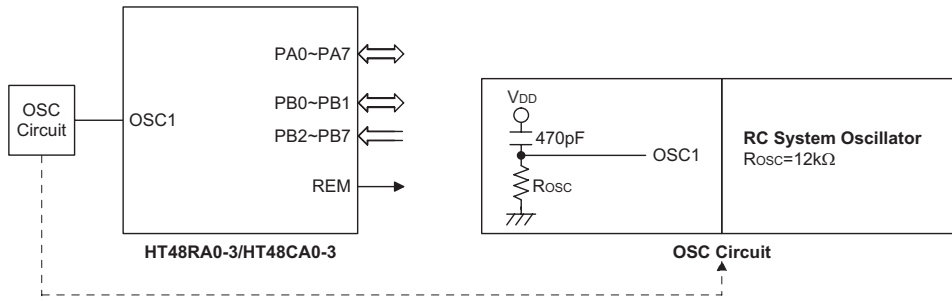 OSC
Circuit
OSC1
PA0~PA7
PB0~PB1
PB2~PB7
REM
HT48RA0-3/HT48CA0-3
VDD
470pF
OSC1
ROSC
RC System Oscillator
ROSC=12kΩ
OSC Circuit